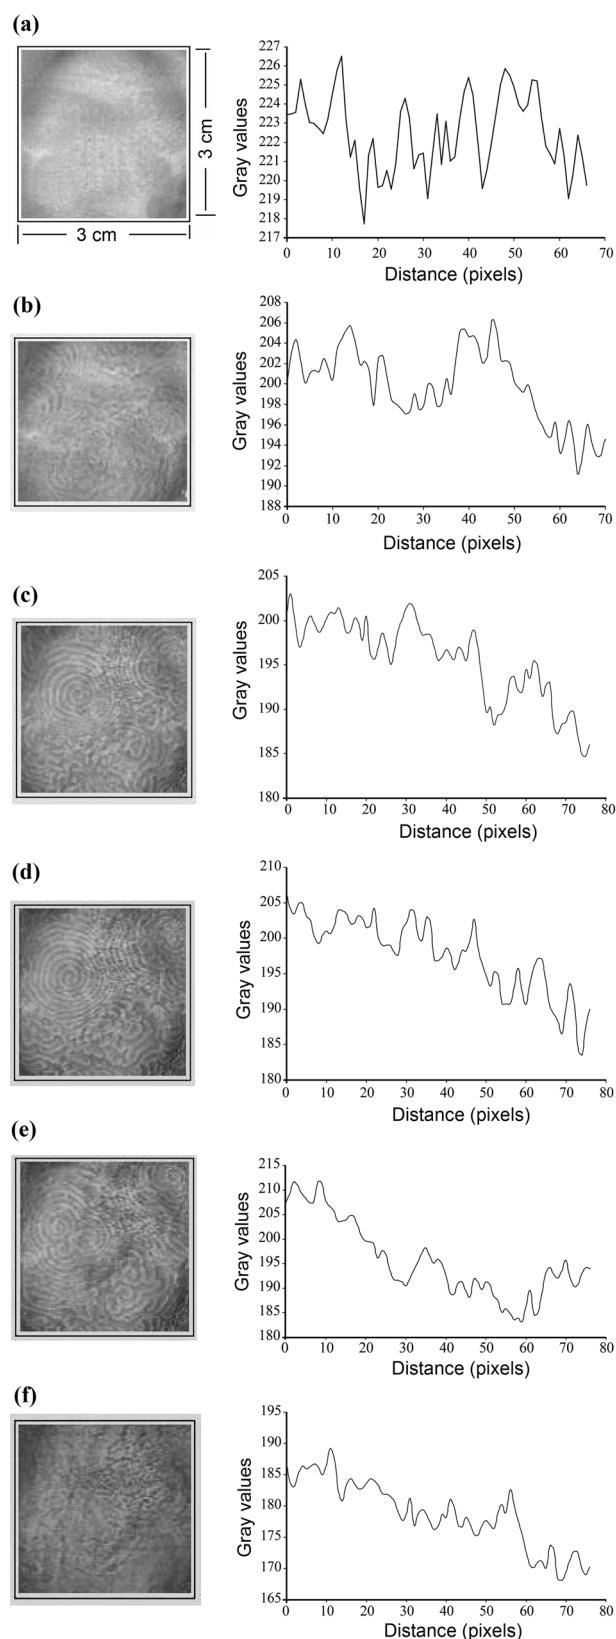 (a)
3 cm
3 cm
Gray values
227
226
225
224
223
222
221
220
219
218
217
0 10 20 30 40 50 60 70
Distance (pixels)
(b)
Gray values
208
206
204
202
200
198
196
194
192
190
188
0 10 20 30 40 50 60 70
Distance (pixels)
(c)
Gray values
205
200
195
190
185
180
0 10 20 30 40 50 60 70 80
Distance (pixels)
(d)
Gray values
210
205
200
195
190
185
180
0 10 20 30 40 50 60 70 80
Distance (pixels)
(e)
Gray values
215
210
205
200
195
190
185
180
0 10 20 30 40 50 60 70 80
Distance (pixels)
(f)
Gray values
195
190
185
180
175
170
165
0 10 20 30 40 50 60 70 80
Distance (pixels)